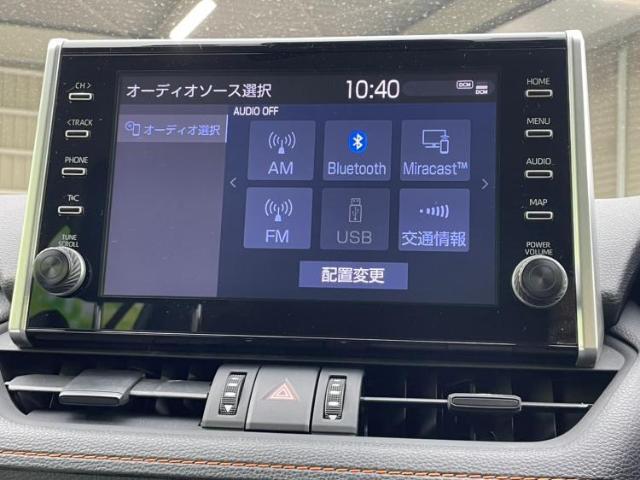 CH>
<TRACK
PHONE
T-C
TUNE
SCROLL
オーディオソース選択
10:40
DCM
DCM
AUDIO OFF
オーディオ選択
AM
Bluetooth
Miracast™
FM
USB
交通情報
配置変更
HOME
MENU
AUDIO
MAP
POWER
VOLUME